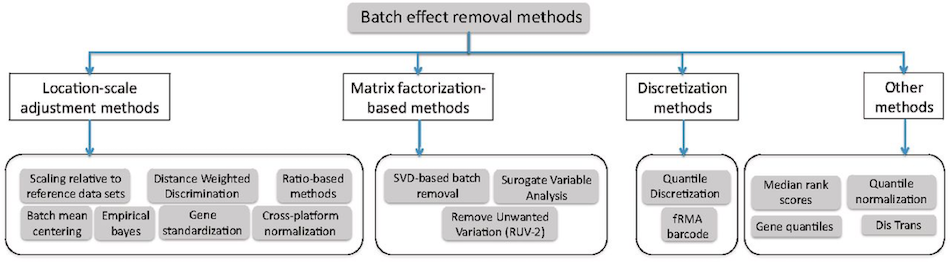 Batch effect removal methods
Location-scale
adjustment methods
Matrix factorization-
based methods
Discretization
methods
Other
methods
Scaling relative to
reference data sets
Distance Weighted
Discrimination
Ratio-based
methods
Batch mean
centering
Empirical
bayes
Gene
standardization
Cross-platform
normalization
SVD-based batch
removal
Surogate Variable
Analysis
Remove Unwanted
Variation (RUV-2)
Quantile
Discretization
fRMA
barcode
Median rank
scores
Quantile
normalization
Gene quantiles
Dis Trans